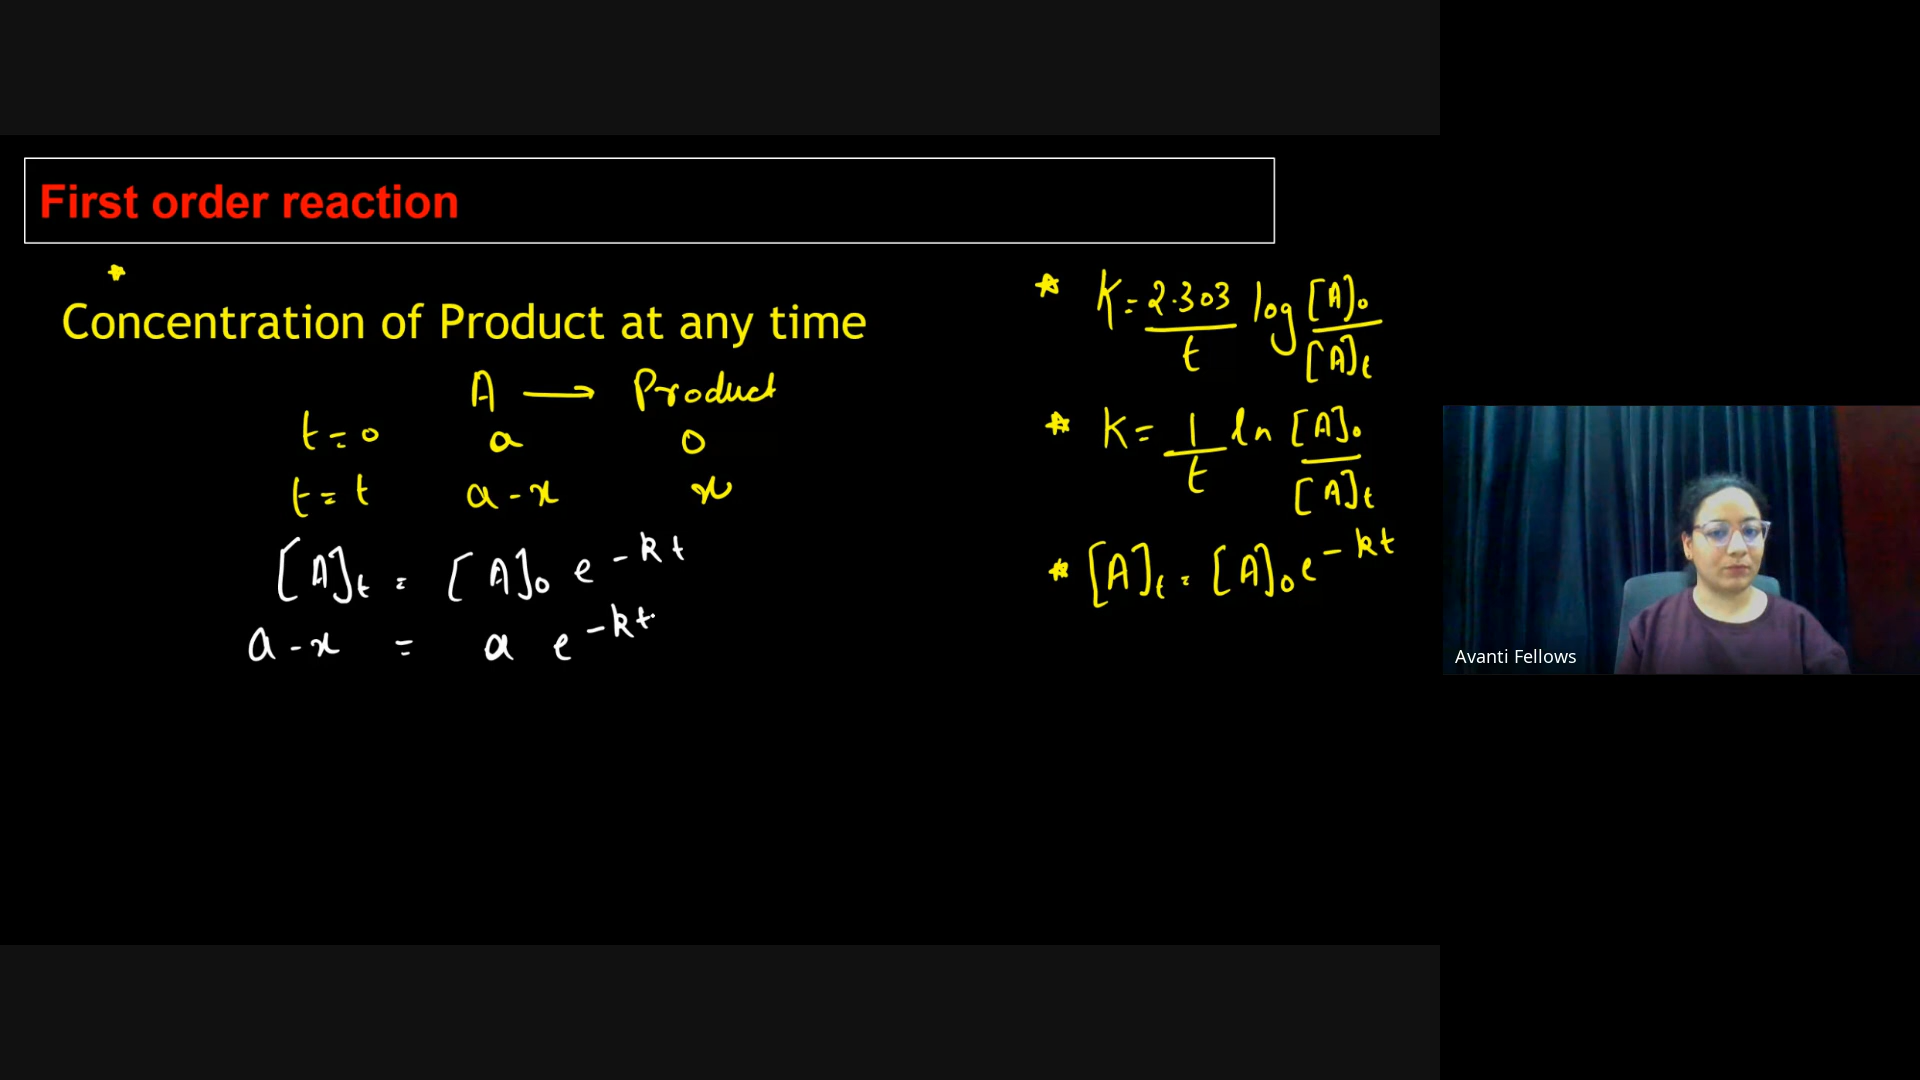 First order reaction
Concentration of Product at any time
A ⟶ Product
t = 0 a 0
t = t a - x x
[A]t = [A]0 e^-kt
a - x = a e^-kt
* K = 2.303/t log [A]0/[A]t
* K = 1/t ln [A]0/[A]t
* [A]t = [A]0 e^-kt
Avanti Fellows